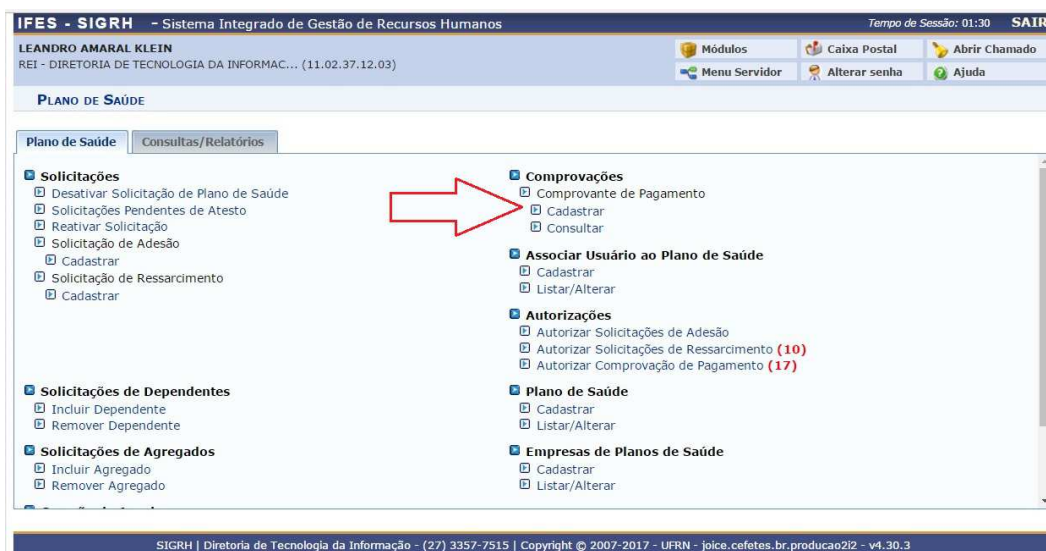 IFES - SIGRH - Sistema Integrado de Gestão de Recursos Humanos
Tempo de Sessão: 01:30 SAIR
LEANDRO AMARAL KLEIN
REI - DIRETORIA DE TECNOLOGIA DA INFORMAC... (11.02.37.12.03)
Módulos Caixa Postal Abrir Chamado
Menu Servidor Alterar senha Ajuda
PLANO DE SAÚDE
Plano de Saúde Consultas/Relatórios
Solicitações
Desativar Solicitação de Plano de Saúde
Solicitações Pendentes de Atesto
Reativar Solicitação
Solicitação de Adesão
Cadastrar
Solicitação de Ressarcimento
Cadastrar
Comprovações
Comprovante de Pagamento
Cadastrar
Consultar
Associar Usuário ao Plano de Saúde
Cadastrar
Listar/Alterar
Autorizações
Autorizar Solicitações de Adesão
Autorizar Solicitações de Ressarcimento (10)
Autorizar Comprovação de Pagamento (17)
Solicitações de Dependentes
Incluir Dependente
Remover Dependente
Plano de Saúde
Cadastrar
Listar/Alterar
Solicitações de Agregados
Incluir Agregado
Remover Agregado
Empresas de Planos de Saúde
Cadastrar
Listar/Alterar
SIGRH | Diretoria de Tecnologia da Informação - (27) 3357-7515 | Copyright © 2007-2017 - UFRN - joice.cefetes.br.producao2i2 - v4.30.3